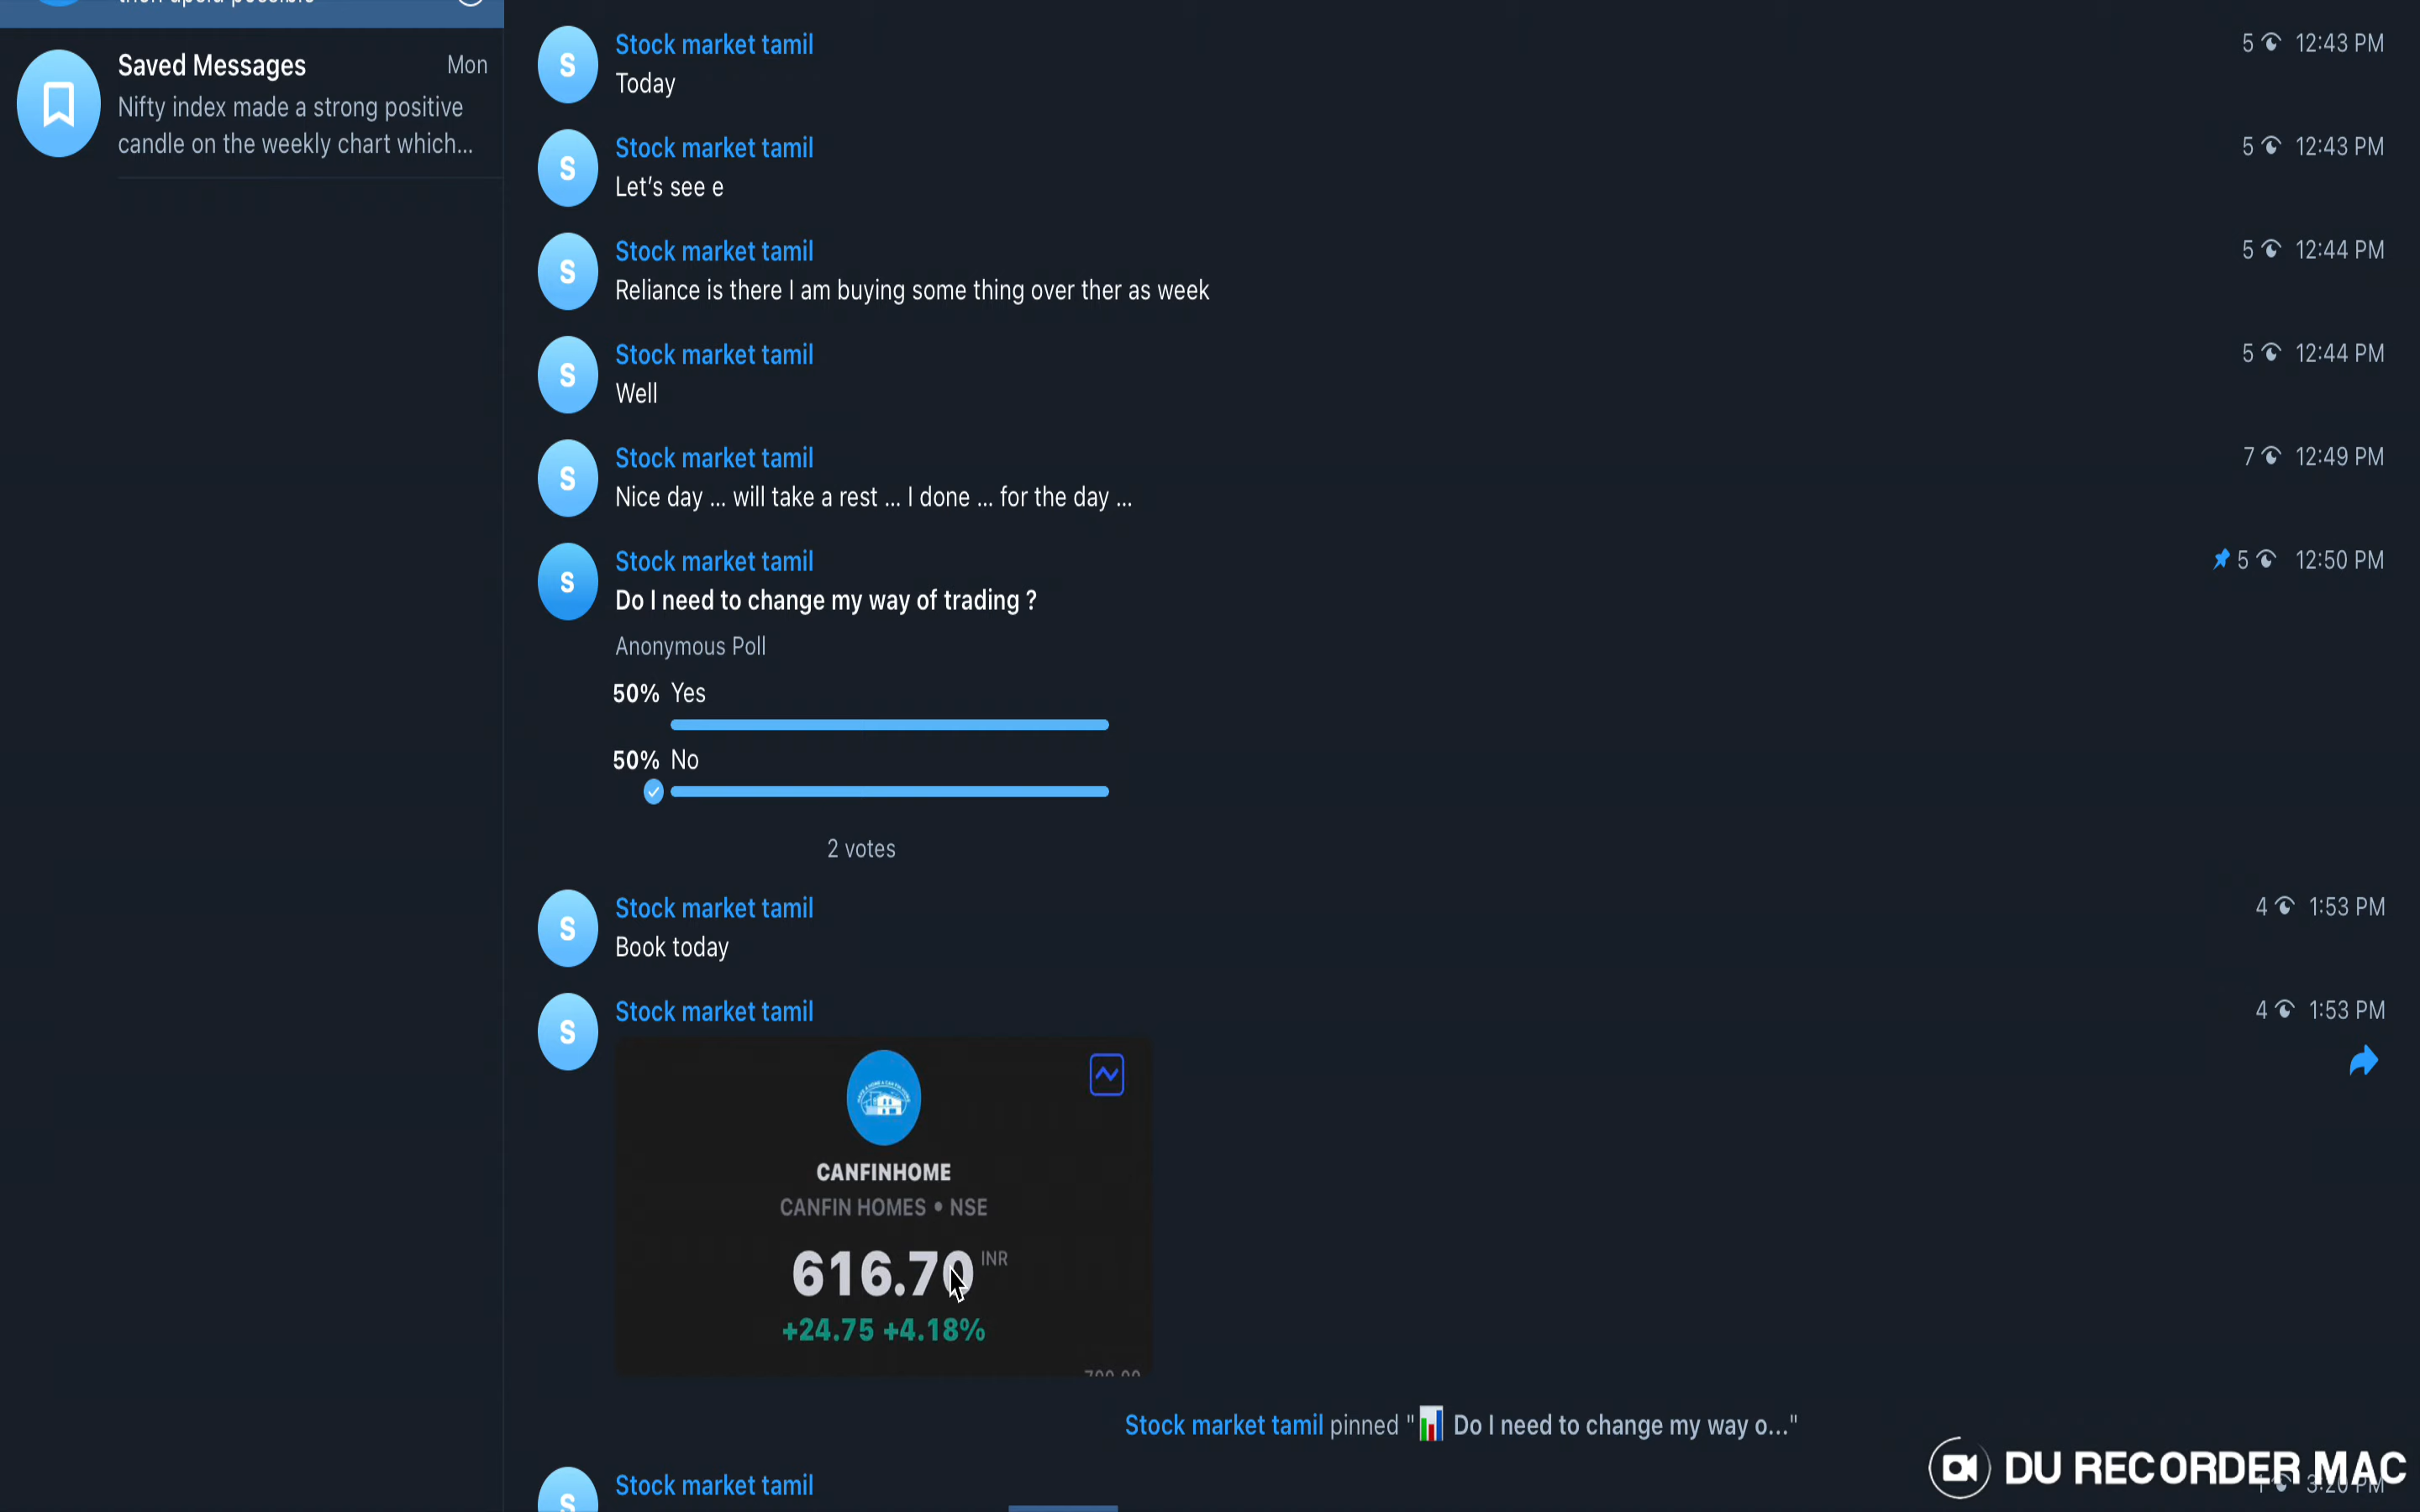 Saved Messages
Mon
Nifty index made a strong positive
candle on the weekly chart which...
Stock market tamil
5 12:43 PM
Today
S
Stock market tamil
5 12:43 PM
Let's see e
S
Stock market tamil
5 12:44 PM
Reliance is there I am buying some thing over ther as week
S
Stock market tamil
5 12:44 PM
Well
S
Stock market tamil
7 12:49 PM
Nice day ... will take a rest ... I done ... for the day ...
S
Stock market tamil
5 12:50 PM
Do I need to change my way of trading ?
S
Anonymous Poll
50% Yes
50% No
2 votes
Stock market tamil
4 1:53 PM
Book today
S
Stock market tamil
4 1:53 PM
S
CANFINHOME
CANFIN HOMES • NSE
616.70 INR
+24.75 +4.18%
Stock market tamil pinned "📊 Do I need to change my way o..."
Stock market tamil
S
DU RECORDER MAC